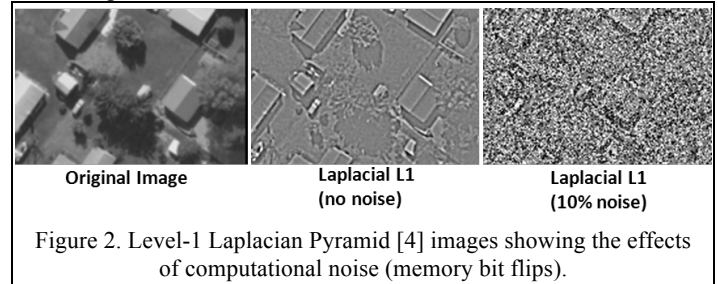 Original Image
Laplacial L1
(no noise)
Laplacial L1
(10% noise)
Figure 2. Level-1 Laplacian Pyramid [4] images showing the effects
of computational noise (memory bit flips).